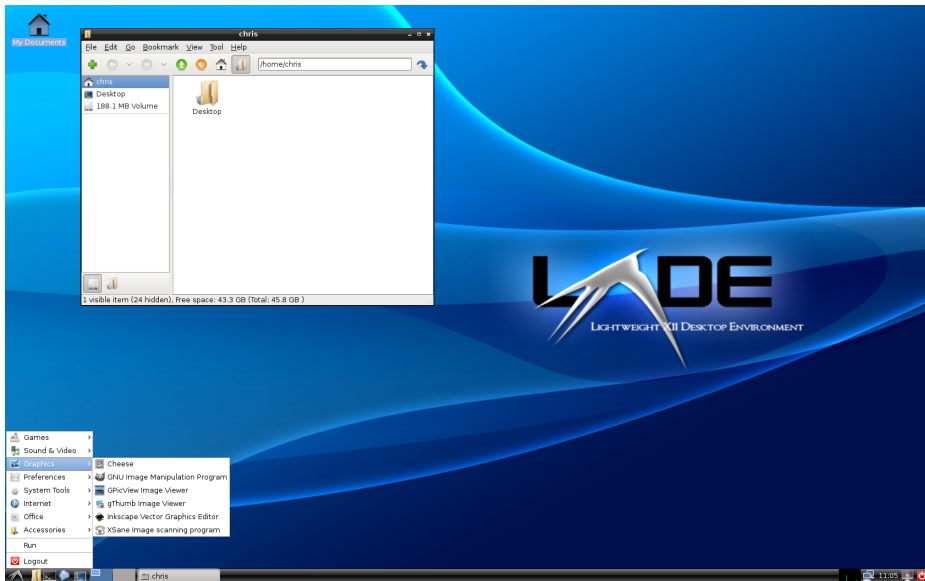 My Documents
chris
File Edit Go Bookmark View Tool Help
/home/chris
chris
Desktop
188.1 MB Volume
Desktop
1 visible item (24 hidden), Free space: 43.3 GB (Total: 45.8 GB )
LXDE
LIGHTWEIGHT X11 DESKTOP ENVIRONMENT
Games
Sound & Video
Graphics
Preferences
System Tools
Internet
Office
Accessories
Run
Logout
Cheese
GNU Image Manipulation Program
GPicView Image Viewer
gThumb Image Viewer
Inkscape Vector Graphics Editor
XSane Image scanning program
chris
11:05